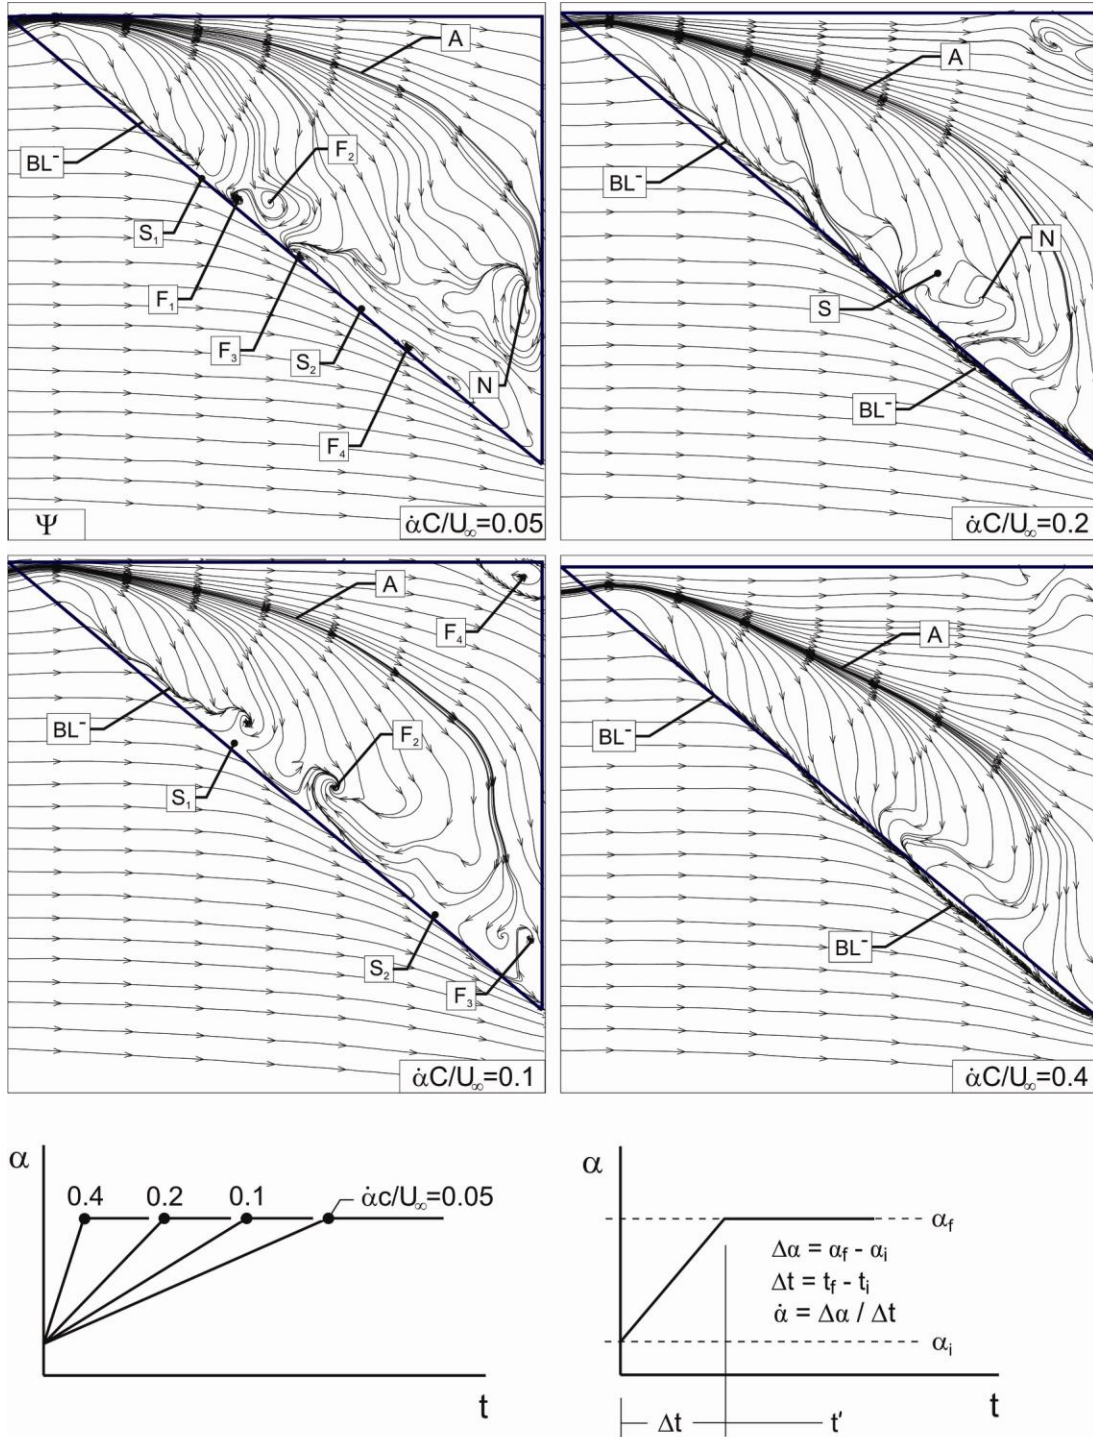 A
BL⁻
F₂
S₁
F₁
F₃
S₂
N
F₄
Ψ
α̇C/U∞=0.05
A
BL⁻
N
S
BL⁻
α̇C/U∞=0.2
A
F₄
BL⁻
F₂
S₁
S₂
F₃
α̇C/U∞=0.1
A
BL⁻
BL⁻
α̇C/U∞=0.4
α
0.4 0.2 0.1 α̇c/U∞=0.05
t
α
αf
Δα = αf - αi
Δt = tf - ti
α̇ = Δα / Δt
αi
t
Δt t'